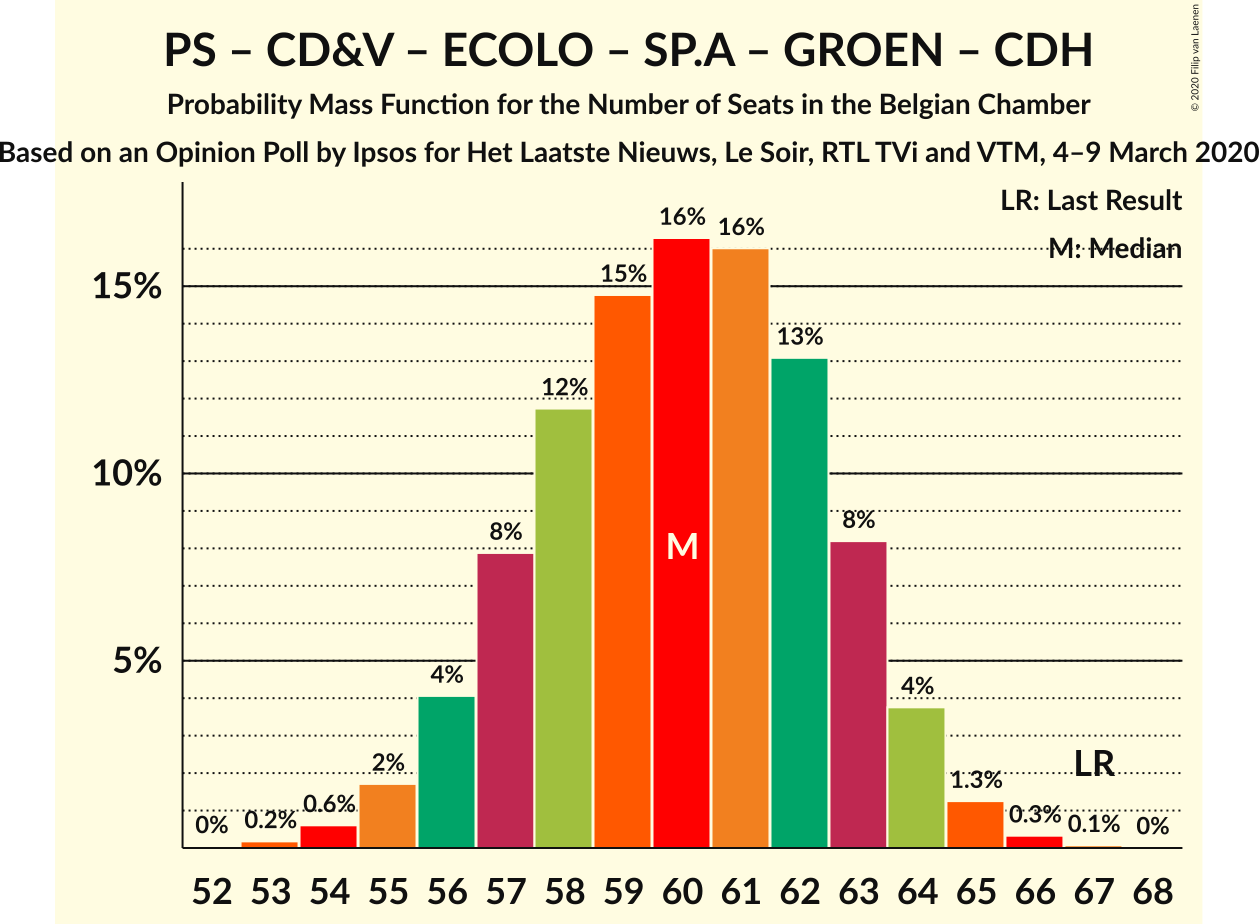 PS – CD&V – ECOLO – SP.A – GROEN – CDH
Probability Mass Function for the Number of Seats in the Belgian Chamber
Based on an Opinion Poll by Ipsos for Het Laatste Nieuws, Le Soir, RTL TVi and VTM, 4–9 March 2020
© 2020 Filip van Laenen
LR: Last Result
M: Median
15%
10%
5%
0%
0.2%
0.6%
2%
4%
8%
12%
15%
16%
16%
13%
8%
4%
1.3%
0.3%
0.1%
0%
M
LR
52 53 54 55 56 57 58 59 60 61 62 63 64 65 66 67 68